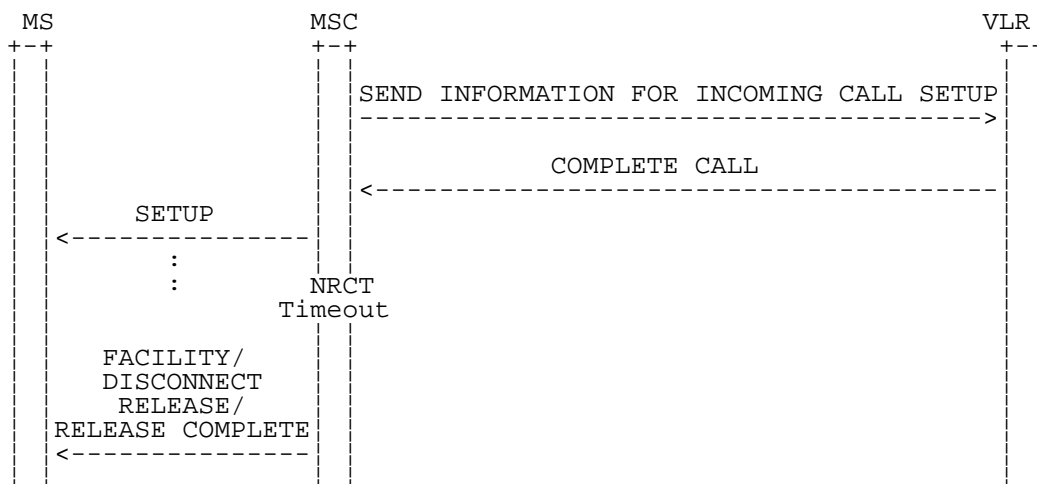 MS MSC VLR
SEND INFORMATION FOR INCOMING CALL SETUP
COMPLETE CALL
SETUP
:
: NRCT
Timeout
FACILITY/
DISCONNECT
RELEASE/
RELEASE COMPLETE